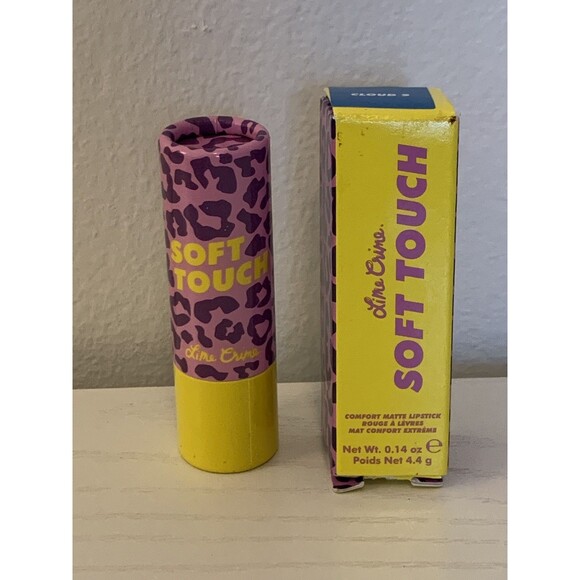 SOFT
TOUCH
Lime Crime
CLOUD 9
Lime Crime.
SOFT TOUCH
COMFORT MATTE LIPSTICK
ROUGE À LÈVRES
MAT CONFORT EXTRÊME
Net Wt. 0.14 oz ℮
Poids Net 4.4 g